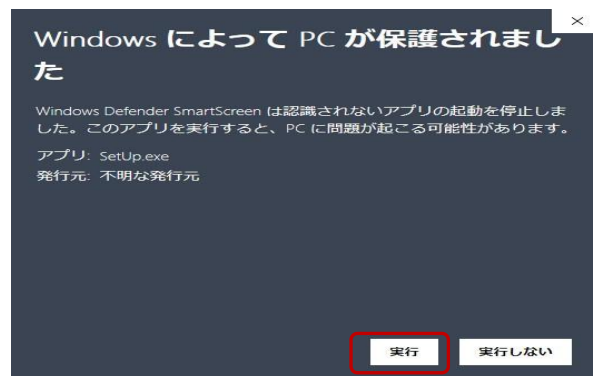 Windows によって PC が保護されまし
た
Windows Defender SmartScreen は認識されないアプリの起動を停止しま
した。このアプリを実行すると、PC に問題が起こる可能性があります。
アプリ: SetUp.exe
発行元: 不明な発行元
実行 実行しない